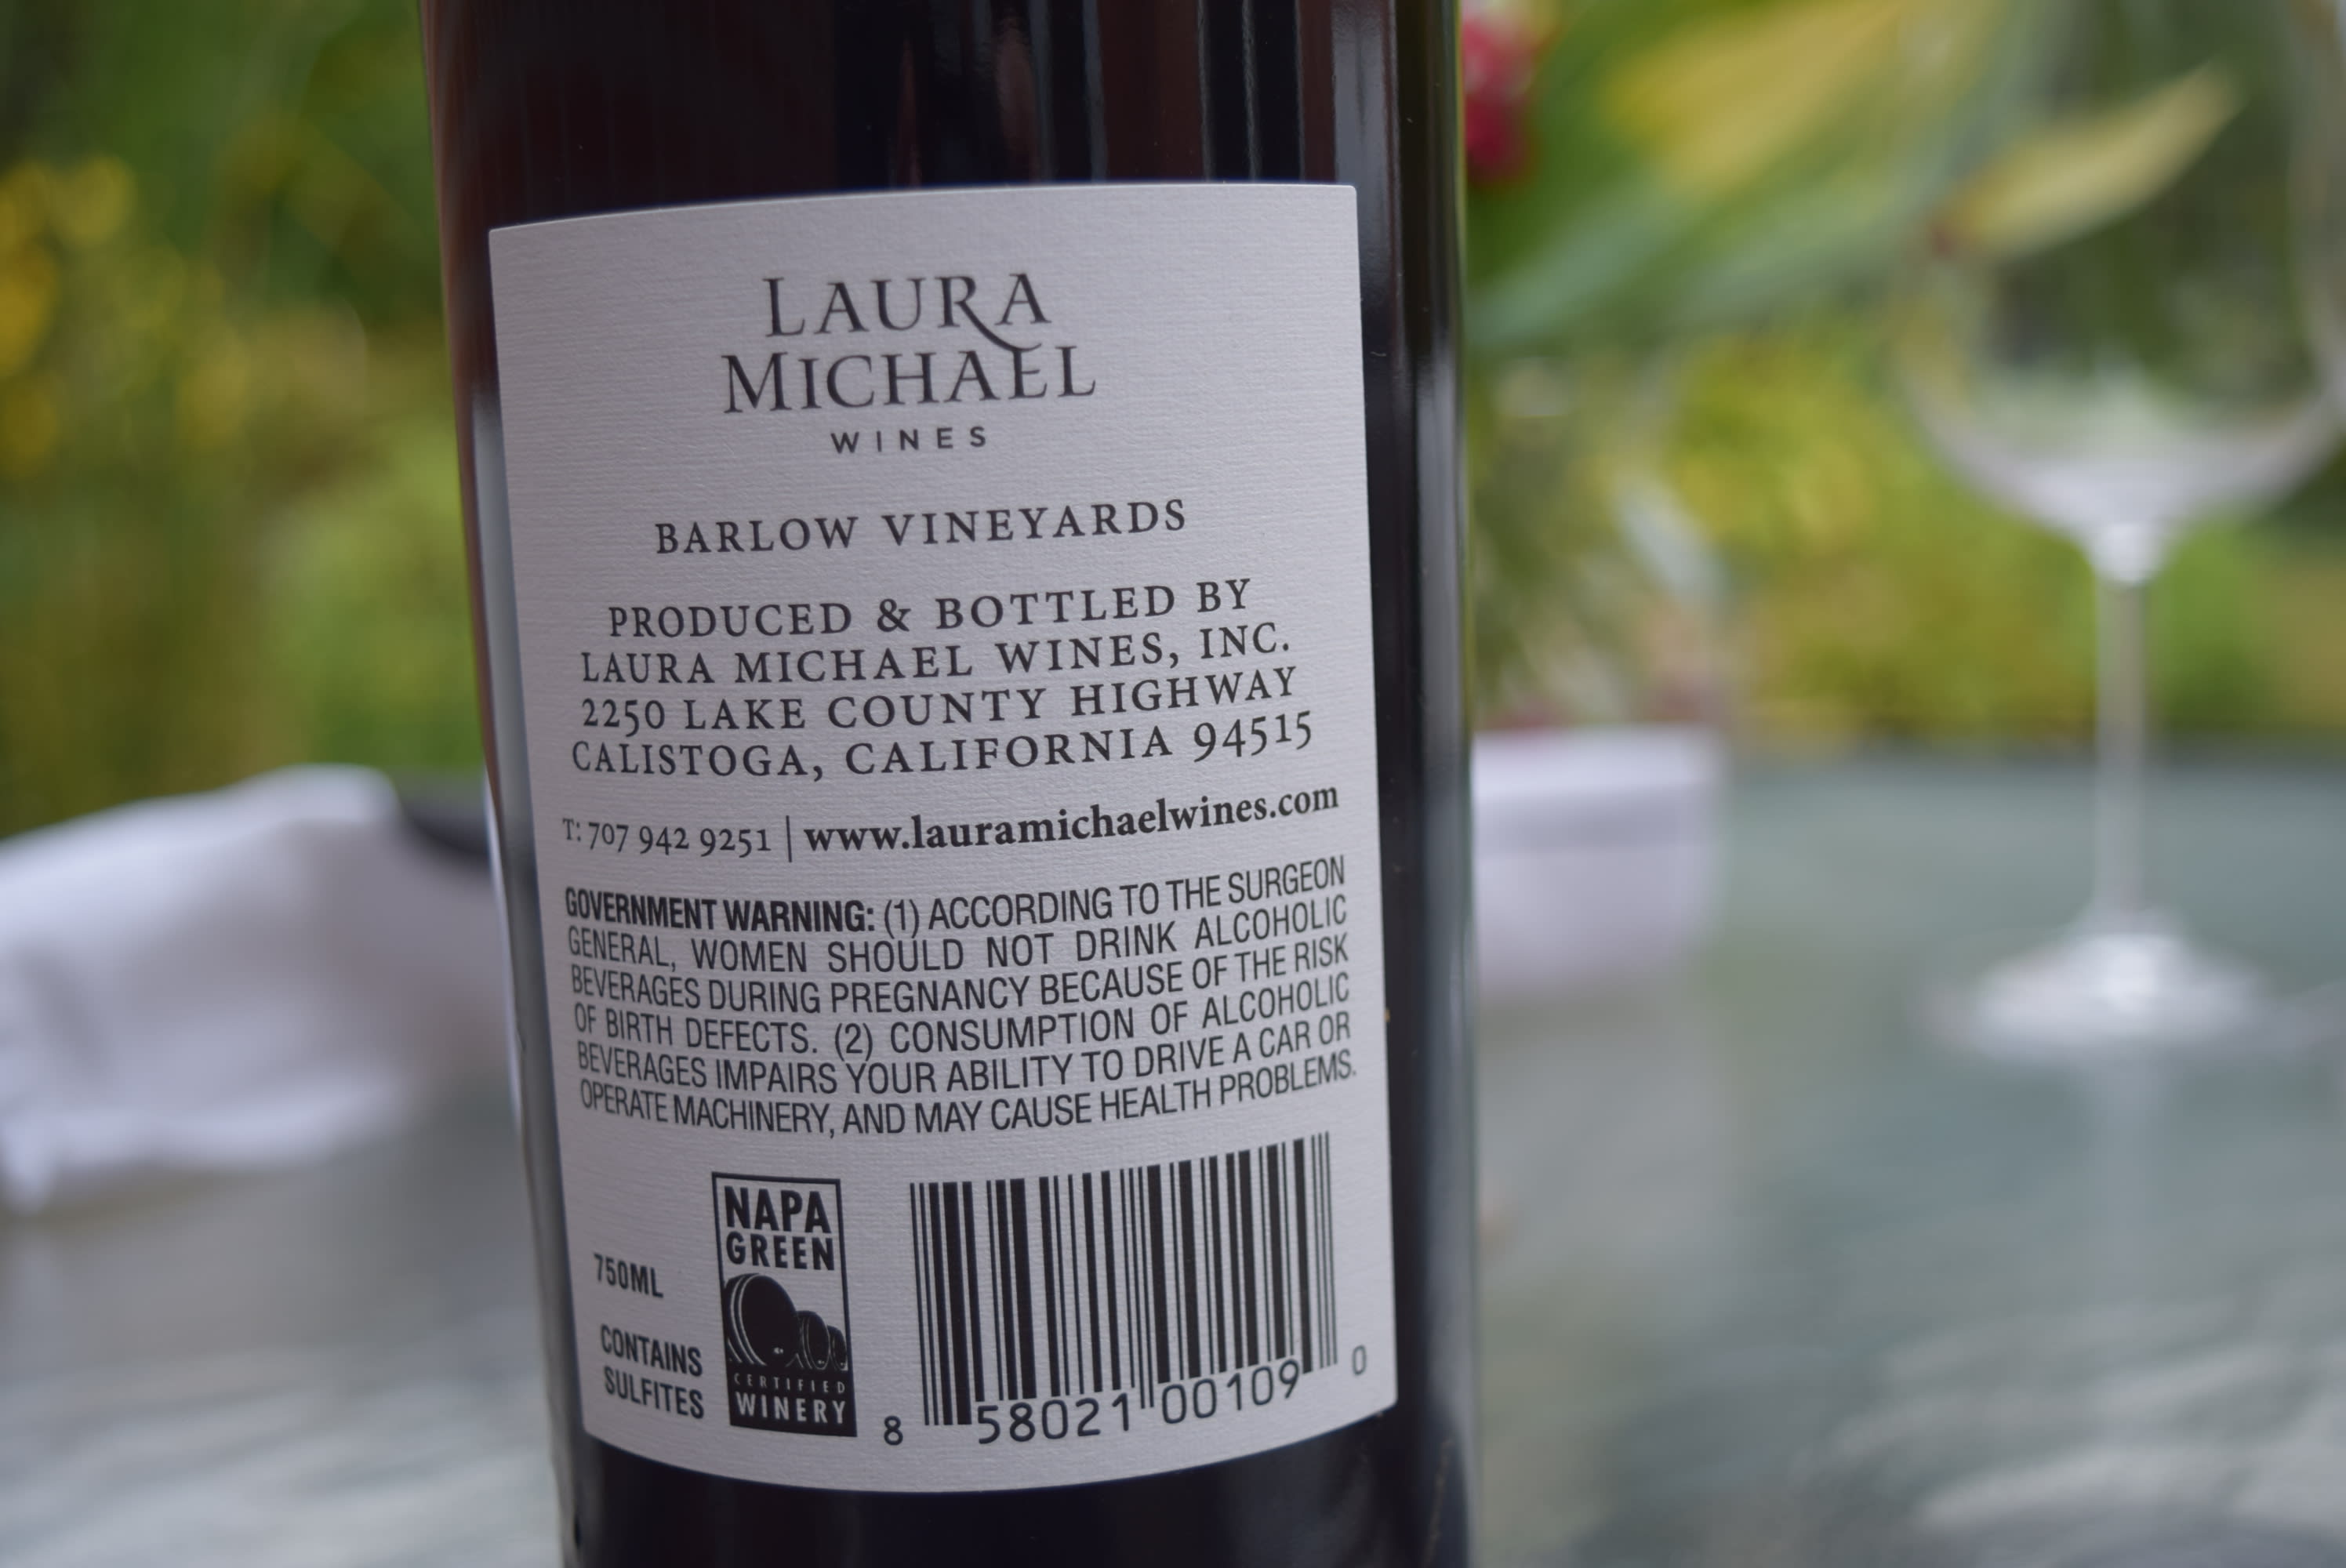 LAURA
MICHAEL
WINES
BARLOW VINEYARDS
PRODUCED & BOTTLED BY
LAURA MICHAEL WINES, INC.
2250 LAKE COUNTY HIGHWAY
CALISTOGA, CALIFORNIA 94515
T: 707 942 9251 | www.lauramichaelwines.com
GOVERNMENT WARNING: (1) ACCORDING TO THE SURGEON
GENERAL, WOMEN SHOULD NOT DRINK ALCOHOLIC
BEVERAGES DURING PREGNANCY BECAUSE OF THE RISK
OF BIRTH DEFECTS. (2) CONSUMPTION OF ALCOHOLIC
BEVERAGES IMPAIRS YOUR ABILITY TO DRIVE A CAR OR
OPERATE MACHINERY, AND MAY CAUSE HEALTH PROBLEMS.
750ML
CONTAINS
SULFITES
NAPA
GREEN
CERTIFIED
WINERY
8 58021 00109 0